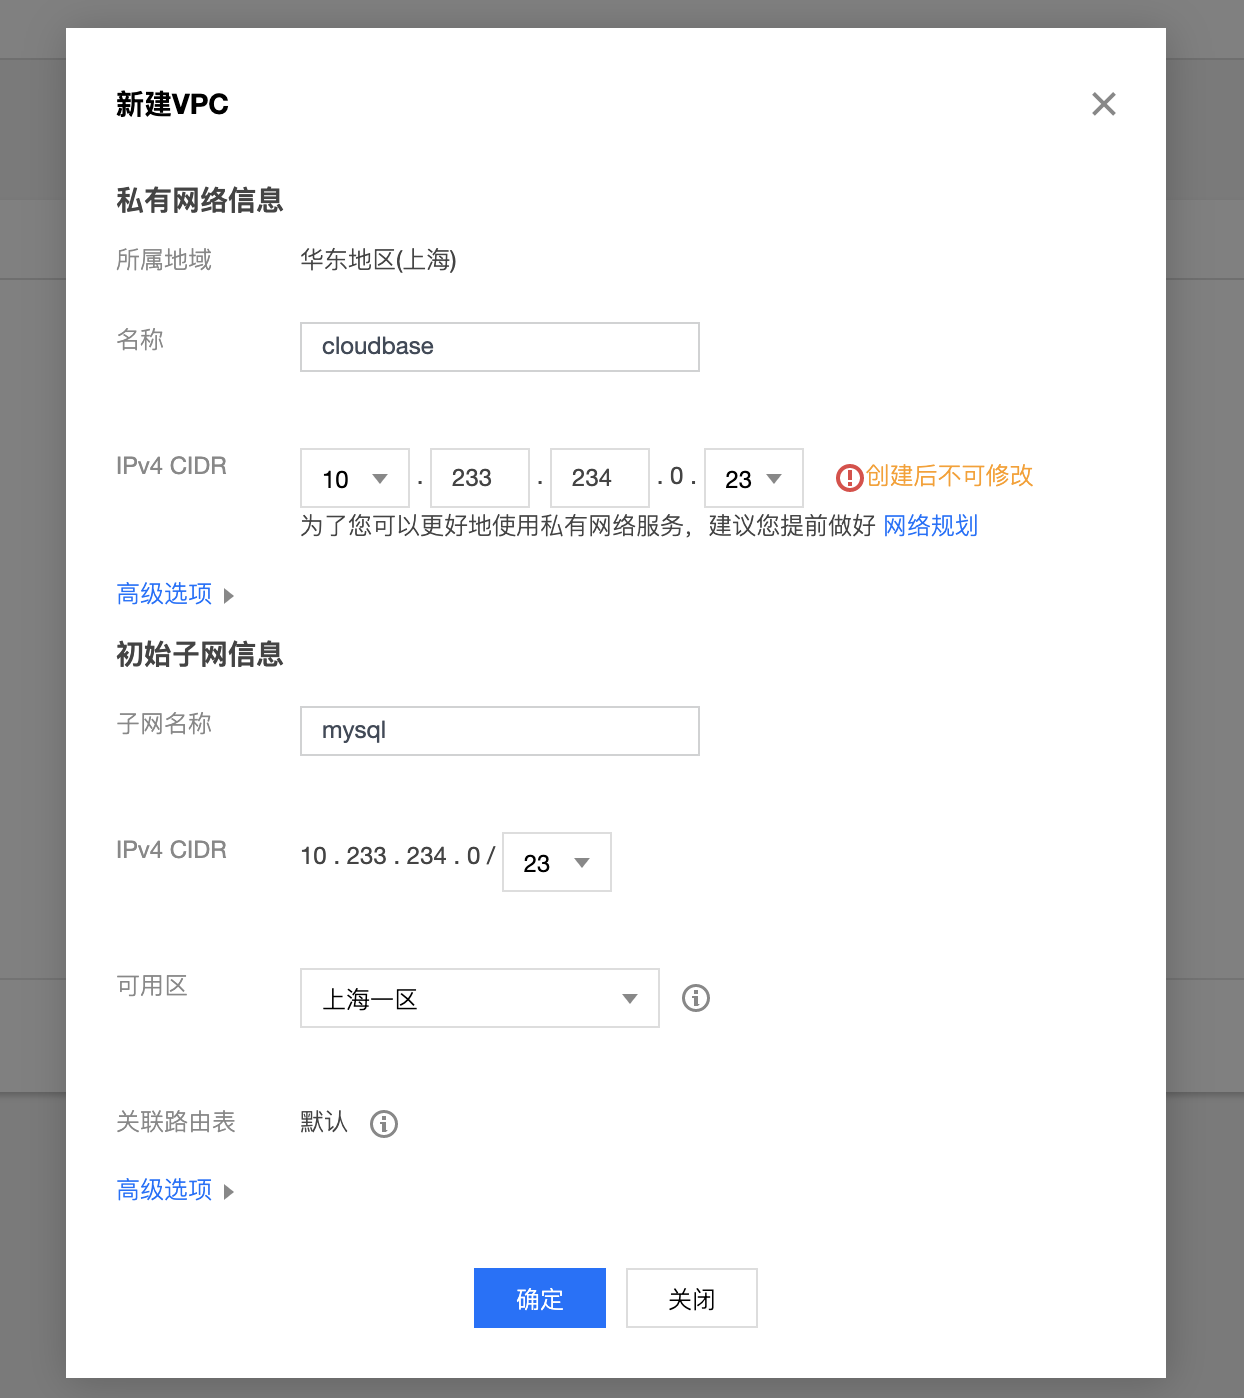 新建VPC
私有网络信息
所属地域 华东地区(上海)
名称 cloudbase
IPv4 CIDR 10 . 233 . 234 . 0 . 23 创建后不可修改
为了您可以更好地使用私有网络服务，建议您提前做好 网络规划
高级选项
初始子网信息
子网名称 mysql
IPv4 CIDR 10 . 233 . 234 . 0 / 23
可用区 上海一区
关联路由表 默认
高级选项
确定 关闭